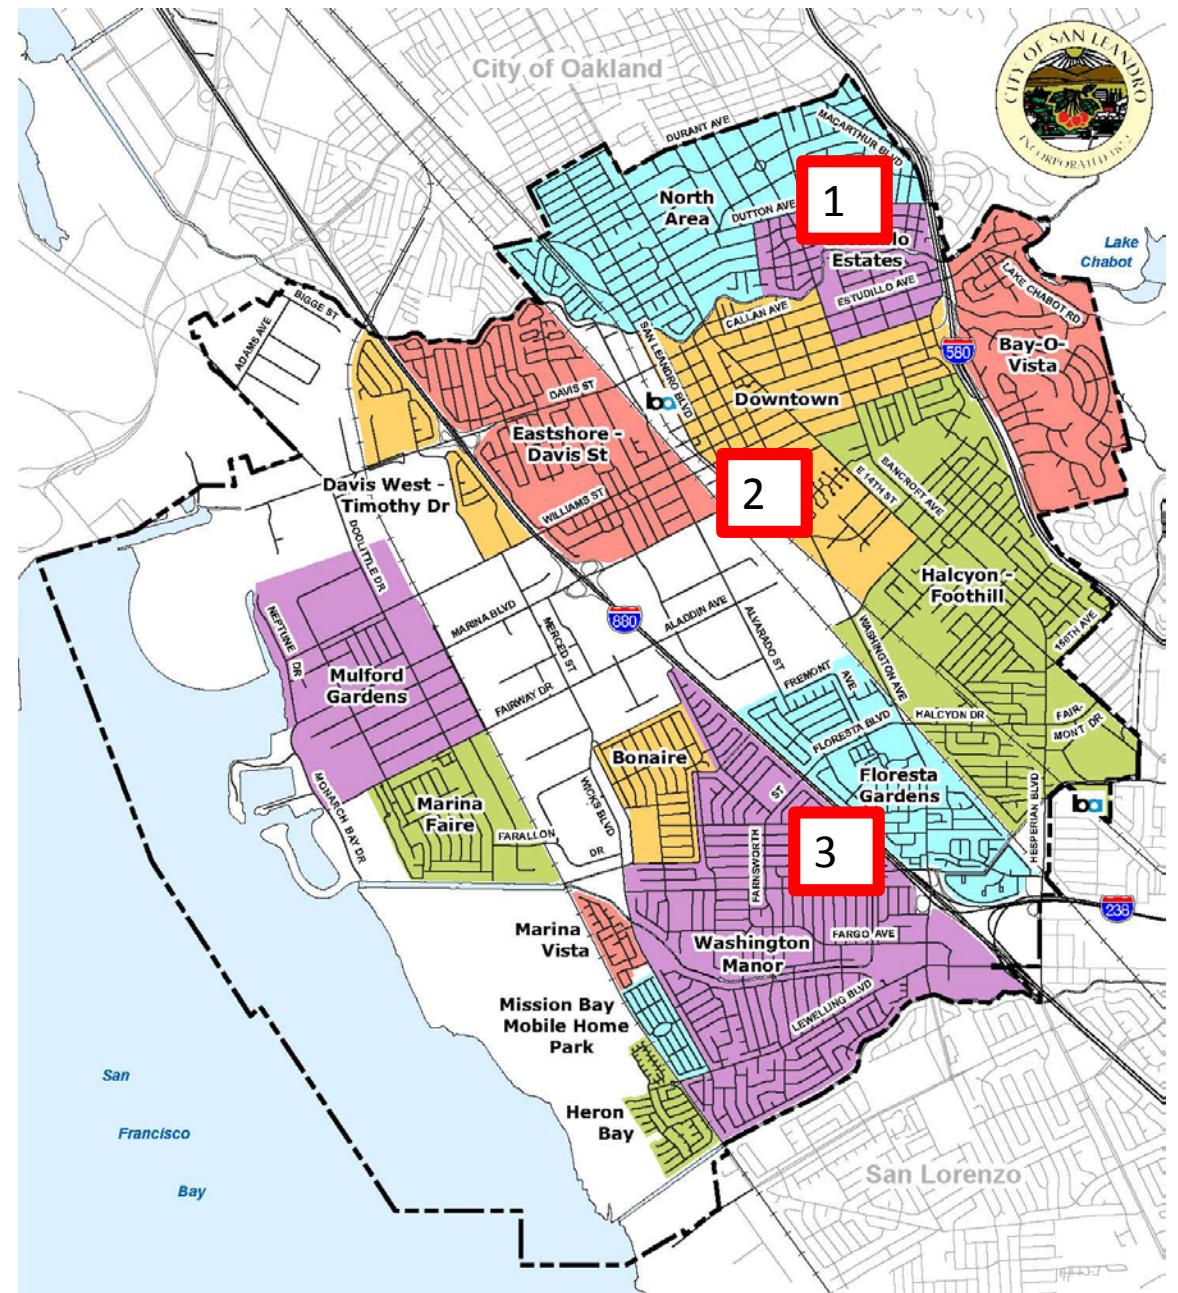 City of Oakland
CITY OF SAN LEANDRO
INCORPORATED 1872
DURANT AVE
MACARTHUR BLVD
1
North
Area
DUTTON AVE
lo
Estates
Lake
Chabot
LAKE CHABOT RD
ESTUDILLO AVE
BIGGE ST
ADAMS AVE
CALLAN AVE
SAN LEANDRO BLVD
580
Bay-O-
Vista
DAVIS ST
ba
Downtown
Eastshore -
Davis St
E 14TH ST
BANCROFT AVE
2
Davis West -
Timothy Dr
WILLIAMS ST
DOOLITTLE DR
Halcyon -
Foothill
NEPTUNE DR
MARINA BLVD
MERCED ST
880
ALADDIN AVE
ALVARADO ST
WASHINGTON AVE
150TH AVE
Mulford
Gardens
FAIRWAY DR
FREMONT
AVE
FLORESTA BLVD
HALCYON DR
FAIR-
MONT DR
Bonaire
Floresta
Gardens
MONARCH BAY DR
WICKS BLVD
ST
HESPERIAN BLVD
ba
Marina
Faire
FARALLON
DR
FARNSWORTH
3
238
Marina
Vista
Washington
Manor
FARGO AVE
Mission Bay
Mobile Home
Park
LEWELLING BLVD
San
Francisco
Bay
Heron
Bay
San Lorenzo